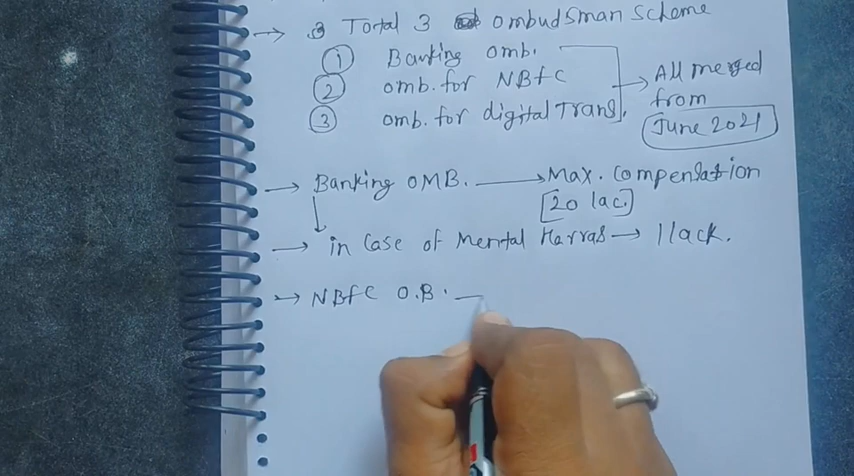 → Total 3 ombudsman scheme
① Banking omb.
② omb. for NBFC
③ omb. for digital Trans.
→ All merged from June 2021
→ Banking OMB. → Max. compensation
[20 lac.]
→ in case of Mental Harras → 1 lack.
→ NBFC O.B. —